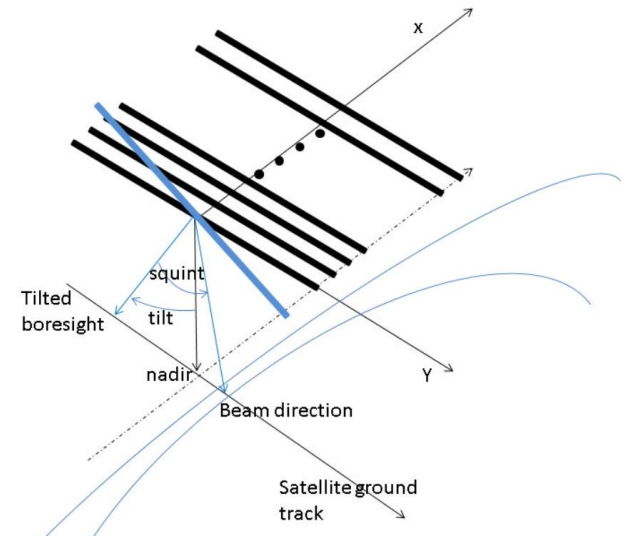 x
squint
Tilted
boresight
tilt
nadir
Y
Beam direction
Satellite ground
track